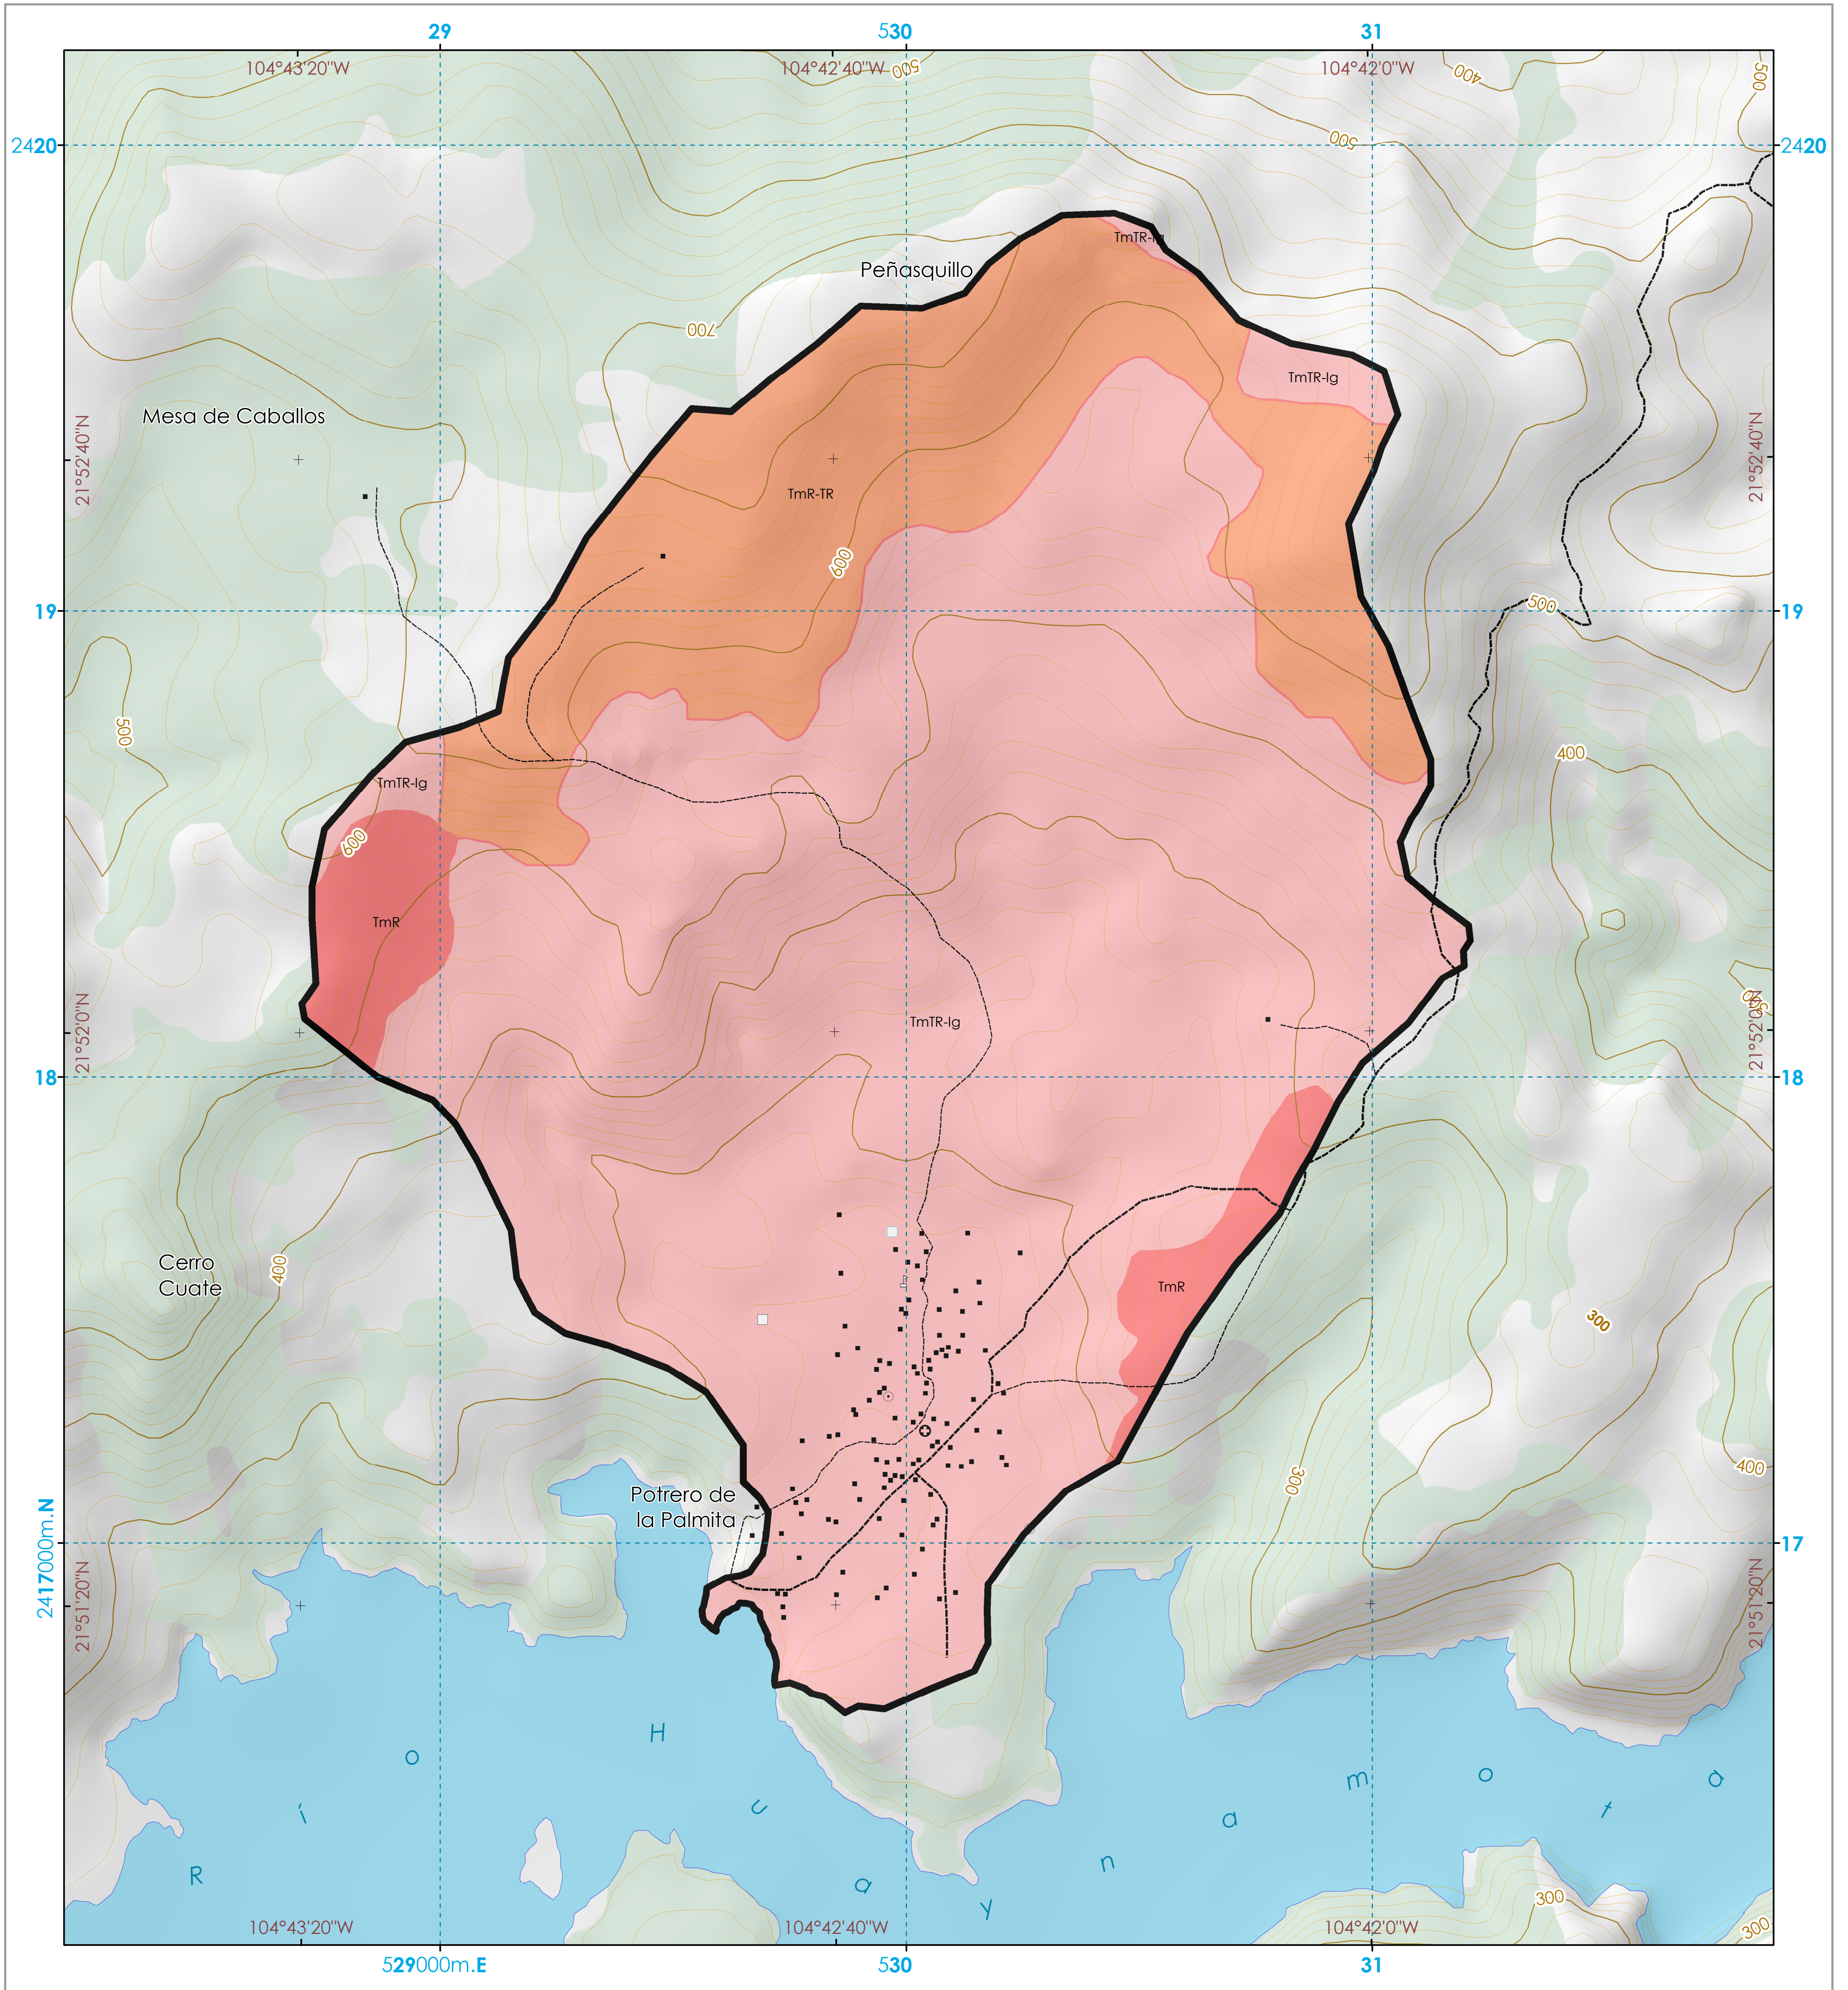 29 530 31
104°43'20"W 104°42'40"W 104°42'0"W
500
400
500
2420 2420
500
TmTR-Ig
Peñasquillo
700
TmTR-Ig
Mesa de Caballos
21°52'40"N 21°52'40"N
TmR-TR
600
500
19 19
500
400
TmTR-Ig
600
TmR
300
21°52'0"N 21°52'0"N
TmTR-Ig
18 18
Cerro
Cuate
400
TmR
300
300
400
Potrero de
la Palmita
2417000m.N 17
21°51'20"N 21°51'20"N
Río Huaynamota
300
300
104°43'20"W 104°42'40"W 104°42'0"W
529000m.E 530 31